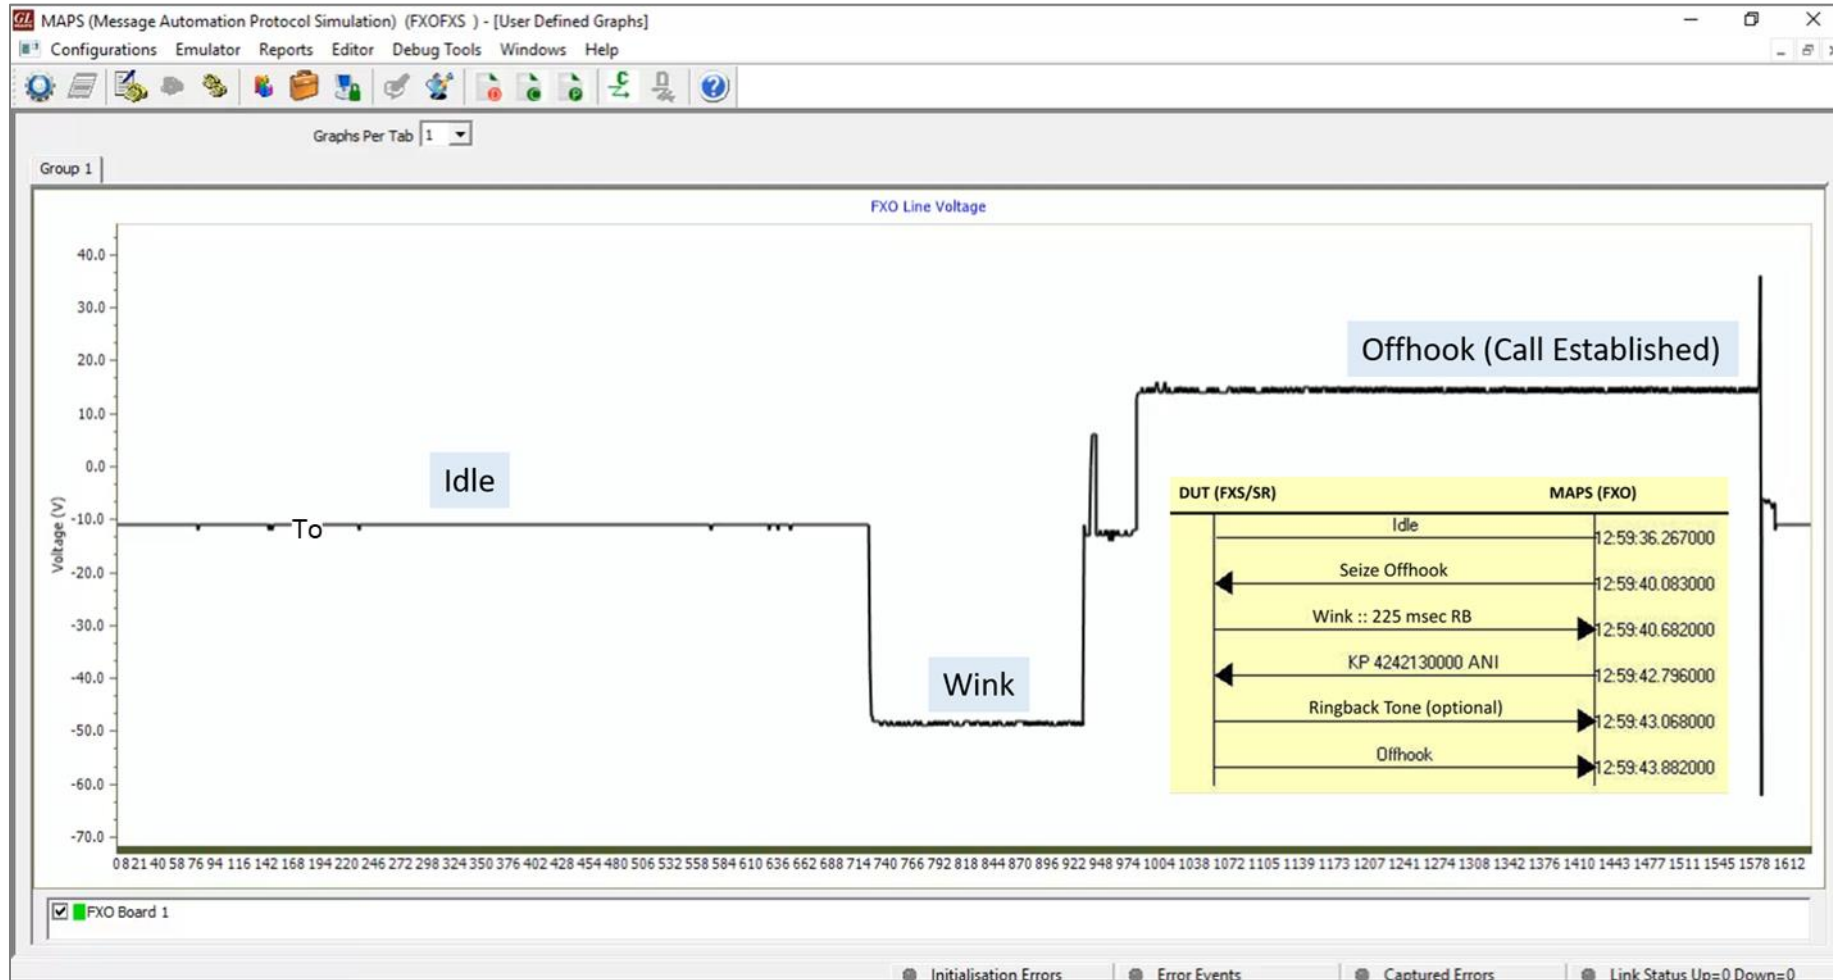 MAPS (Message Automation Protocol Simulation) (FXOFXS ) - [User Defined Graphs]
Configurations Emulator Reports Editor Debug Tools Windows Help
Graphs Per Tab 1
Group 1
FXO Line Voltage
Voltage (V)
40.0
30.0
20.0
10.0
0.0
-10.0
-20.0
-30.0
-40.0
-50.0
-60.0
-70.0
Offhook (Call Established)
Idle
To
Wink
DUT (FXS/SR) MAPS (FXO)
Idle
12:59:36.267000
Seize Offhook
12:59:40.083000
Wink :: 225 msec RB
12:59:40.682000
KP 4242130000 ANI
12:59:42.796000
Ringback Tone (optional)
12:59:43.068000
Offhook
12:59:43.882000
0 8 21 40 58 76 94 116 142 168 194 220 246 272 298 324 350 376 402 428 454 480 506 532 558 584 610 636 662 688 714 740 766 792 818 844 870 896 922 948 974 1004 1038 1072 1105 1139 1173 1207 1241 1274 1308 1342 1376 1410 1443 1477 1511 1545 1578 1612
FXO Board 1
Initialisation Errors Error Events Captured Errors Link Status Up=0 Down=0